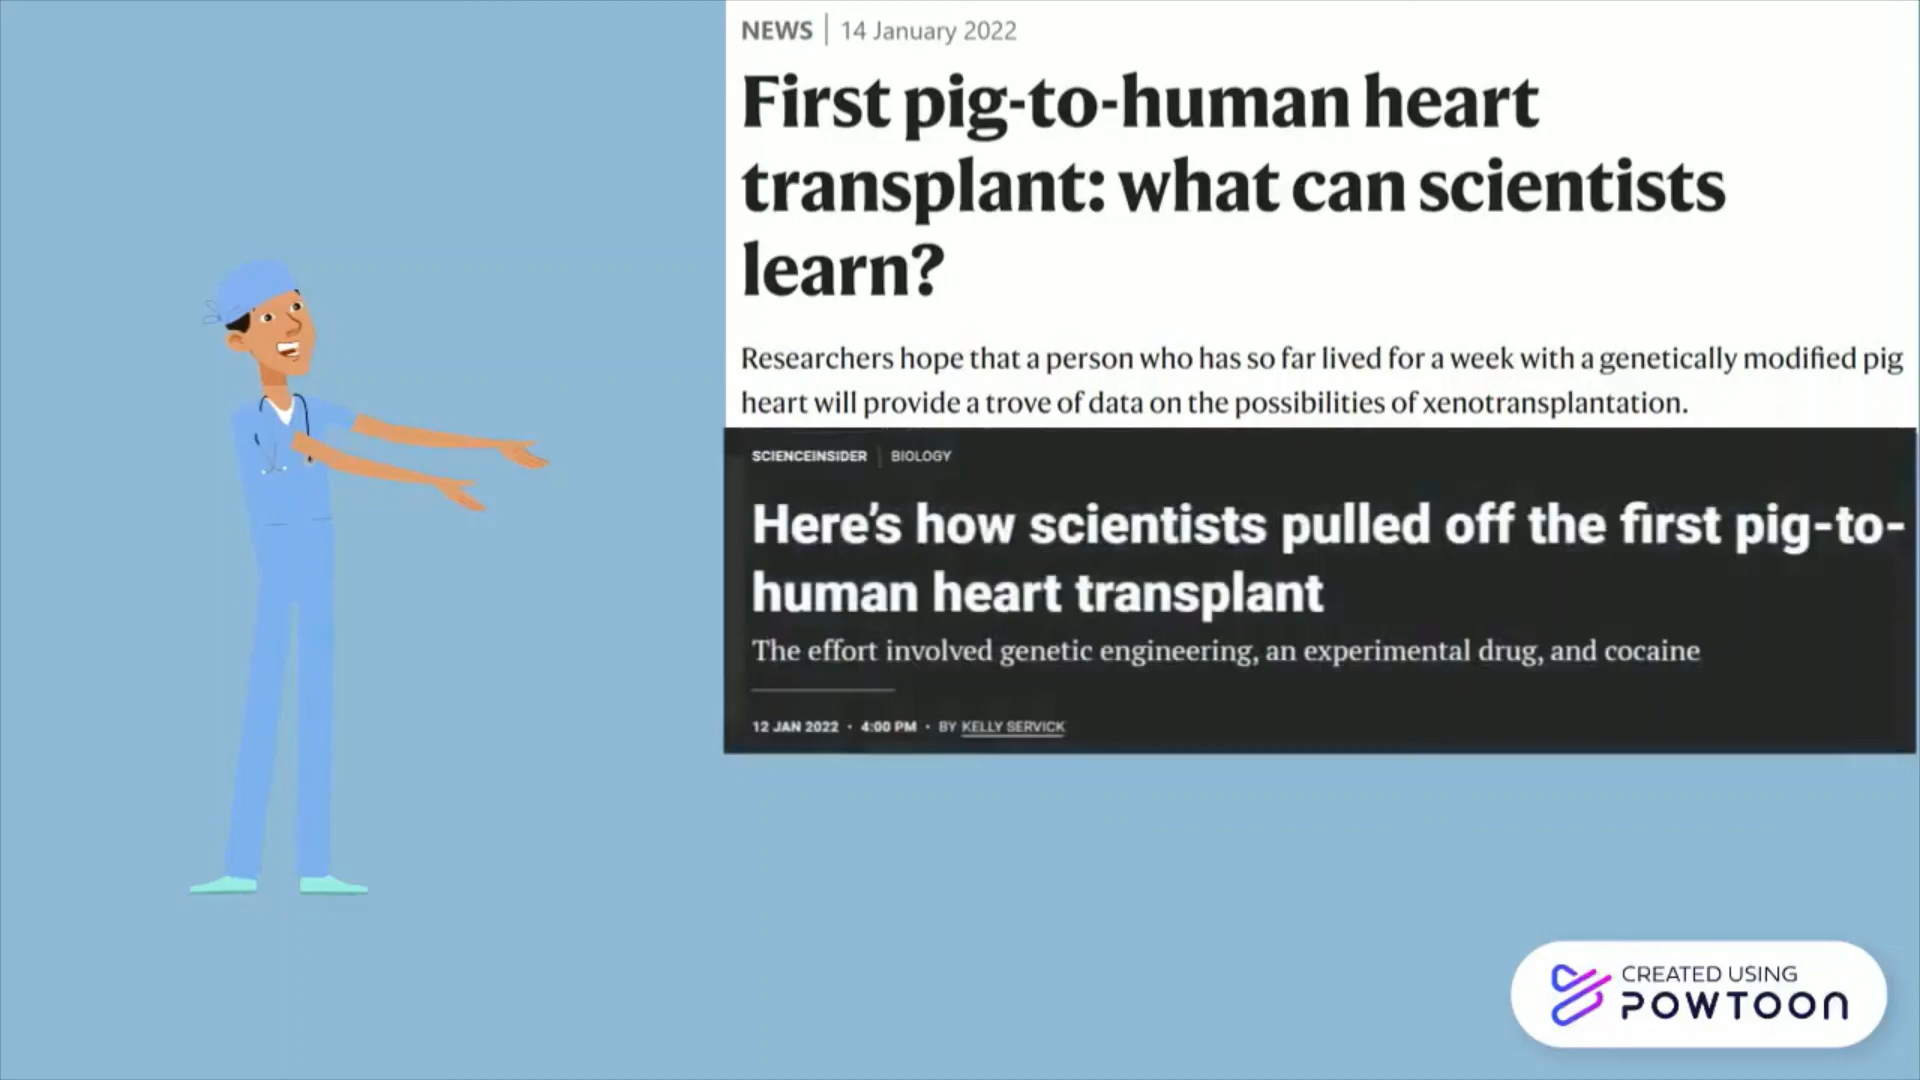 NEWS | 14 January 2022
First pig-to-human heart
transplant: what can scientists
learn?
Researchers hope that a person who has so far lived for a week with a genetically modified pig
heart will provide a trove of data on the possibilities of xenotransplantation.
SCIENCEINSIDER | BIOLOGY
Here's how scientists pulled off the first pig-to-
human heart transplant
The effort involved genetic engineering, an experimental drug, and cocaine
12 JAN 2022 · 4:00 PM · BY KELLY SERVICK
CREATED USING
POWTOON